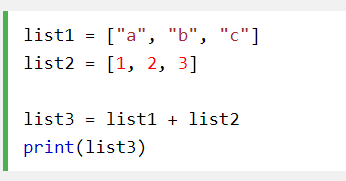 list1 = ["a", "b", "c"]
list2 = [1, 2, 3]
list3 = list1 + list2
print(list3)